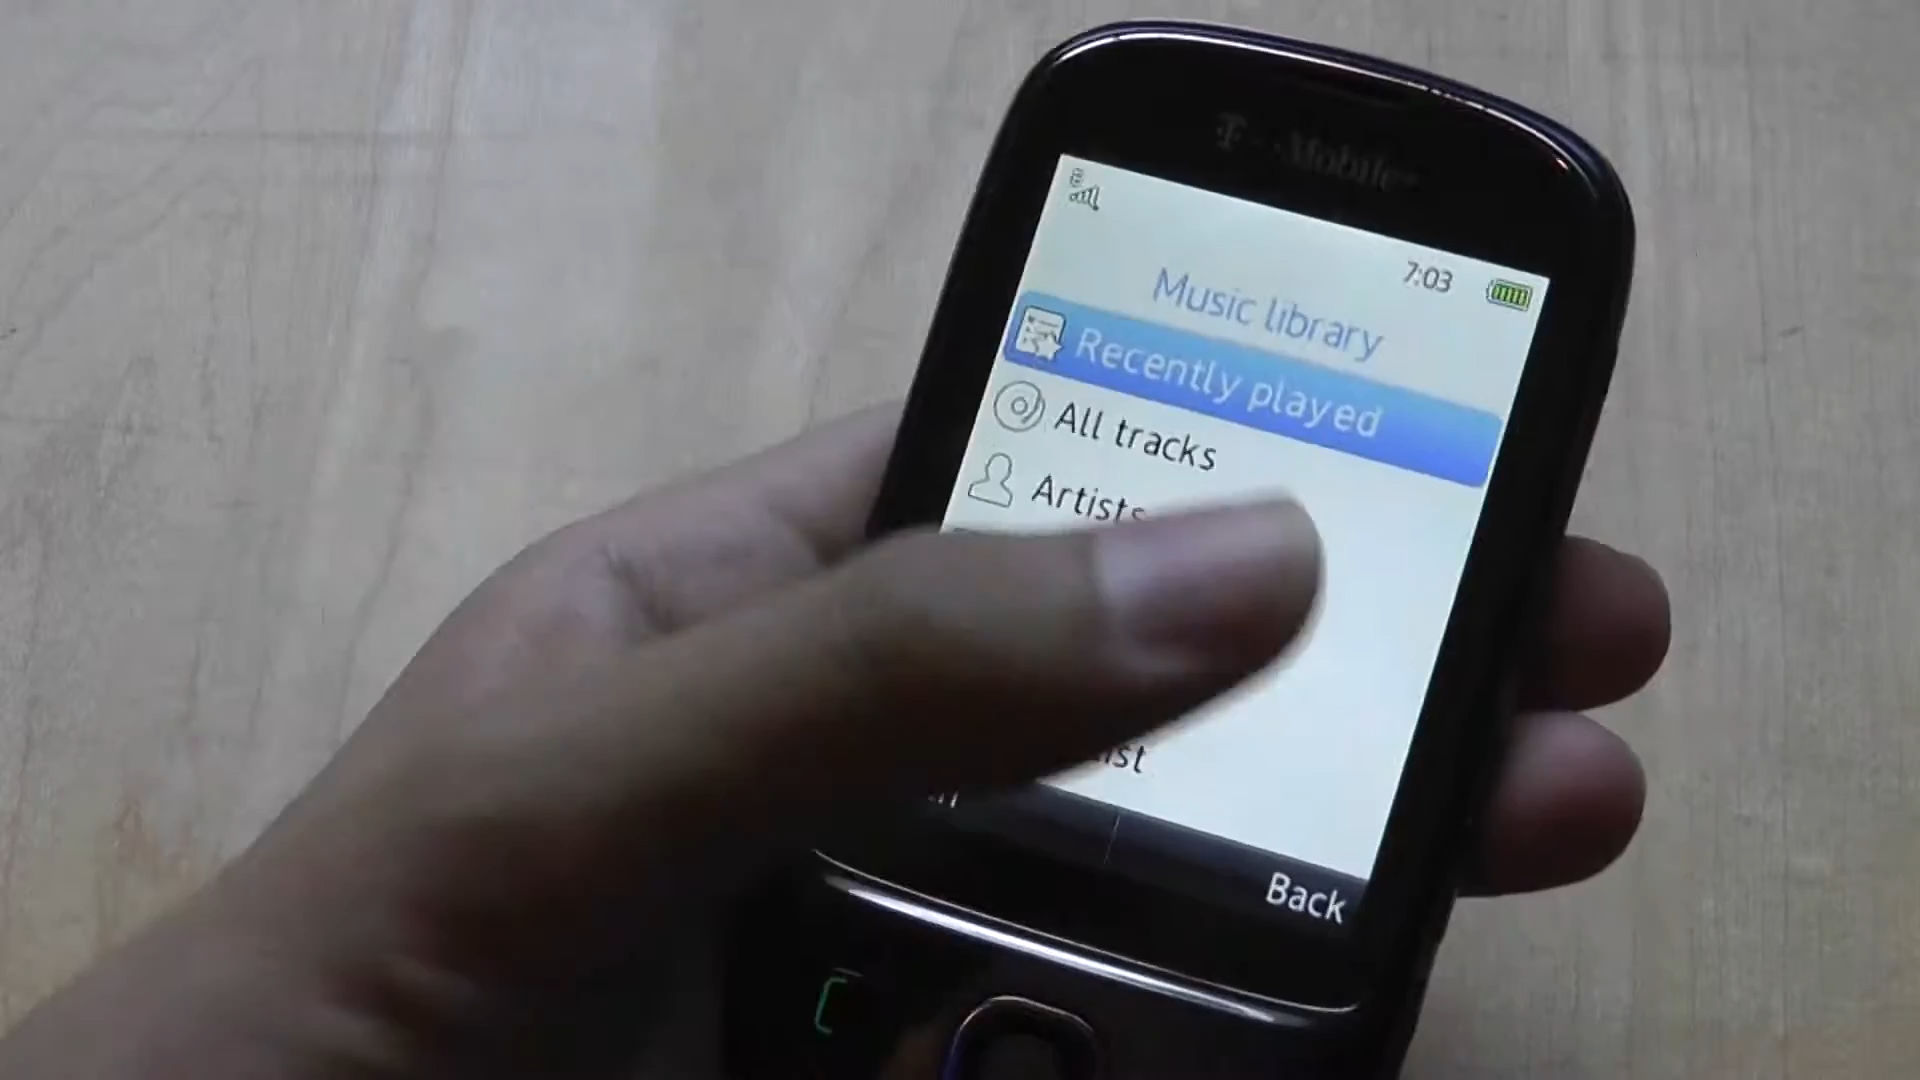 T··Mobile
7:03
Music library
Recently played
All tracks
Artists
Back